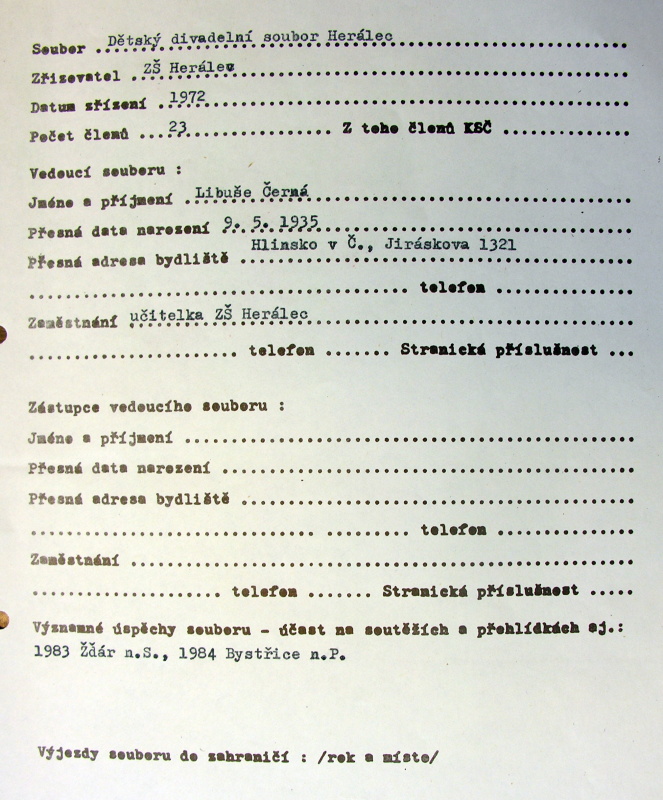 Soubor ..Dětský divadelní soubor Herálec..............................
Zřizovatel .ZŠ Herálec................................................
Datum zřízení .1972...................................................
Počet členů ...23.................. Z toho členů KSČ ..............
Vedoucí souboru :
Jméno a příjmení .Libuše Černá........................................
Přesná data narození 9. 5. 1935.......................................
Hlinsko v Č., Jiráskova 1321
Přesná adresa bydliště ...........................................
.......................................... telefon ...............
Zaměstnání učitelka ZŠ Herálec........................................
....................... telefon ....... Stranická příslušnost ...
Zástupce vedoucího souboru :
Jméno a příjmení .................................................
Přesná data narození .............................................
Přesná adresa bydliště ...........................................
............................... ......... telefon ...............
Zaměstnání .......................................................
..................... telefon ....... Stranická příslušnost .....
Významné úspěchy souboru - účast na soutěžích a přehlídkách aj.:
1983 Žďár n.S., 1984 Bystřice n.P.
Výjezdy souboru do zahraničí : /rok a místo/